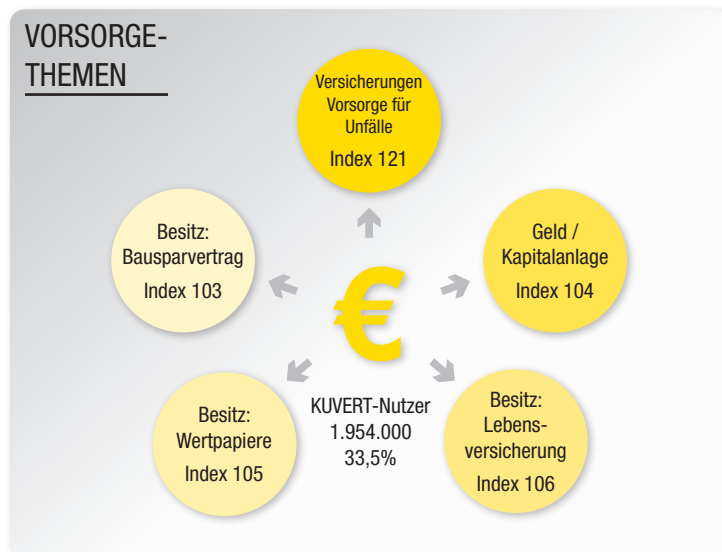 VORSORGE-
THEMEN
Versicherungen
Vorsorge für
Unfälle
Index 121
Besitz:
Bausparvertrag
Index 103
Geld /
Kapitalanlage
Index 104
€
Besitz:
Wertpapiere
Index 105
KUVERT-Nutzer
1.954.000
33,5%
Besitz:
Lebens-
versicherung
Index 106